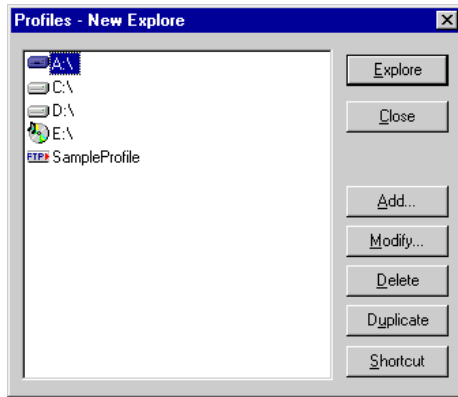 Profiles - New Explore
A:\
C:\
D:\
E:\
FTP SampleProfile
Explore
Close
Add...
Modify...
Delete
Duplicate
Shortcut